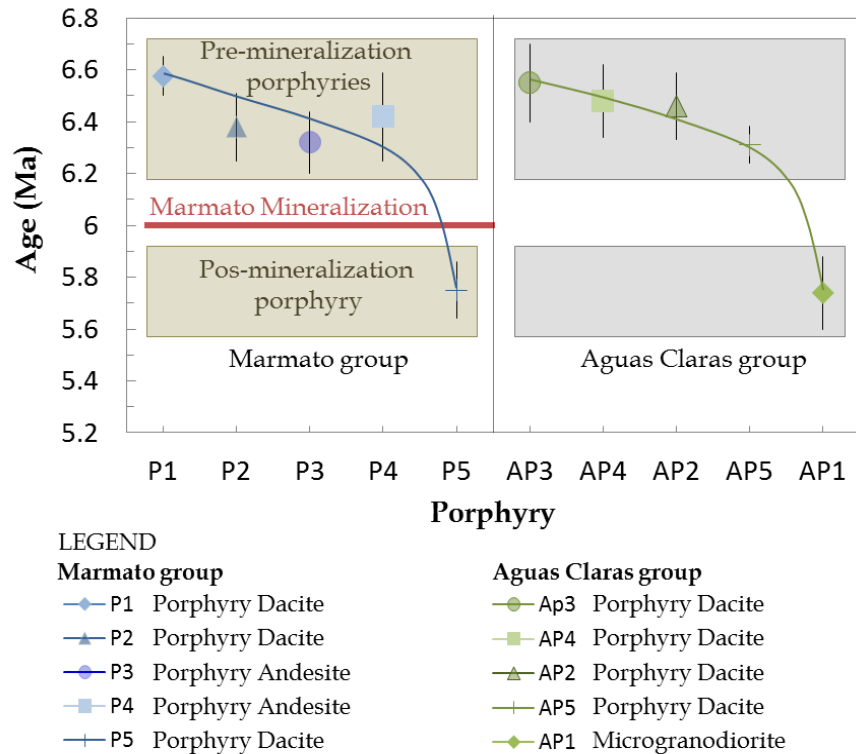 6.8
6.6
6.4
6.2
6
5.8
5.6
5.4
5.2
Age (Ma)
Pre-mineralization
porphyries
Marmato Mineralization
Pos-mineralization
porphyry
Marmato group
Aguas Claras group
P1 P2 P3 P4 P5 AP3 AP4 AP2 AP5 AP1
Porphyry
LEGEND
Marmato group
P1 Porphyry Dacite
P2 Porphyry Dacite
P3 Porphyry Andesite
P4 Porphyry Andesite
P5 Porphyry Dacite
Aguas Claras group
Ap3 Porphyry Dacite
AP4 Porphyry Dacite
AP2 Porphyry Dacite
AP5 Porphyry Dacite
AP1 Microgranodiorite